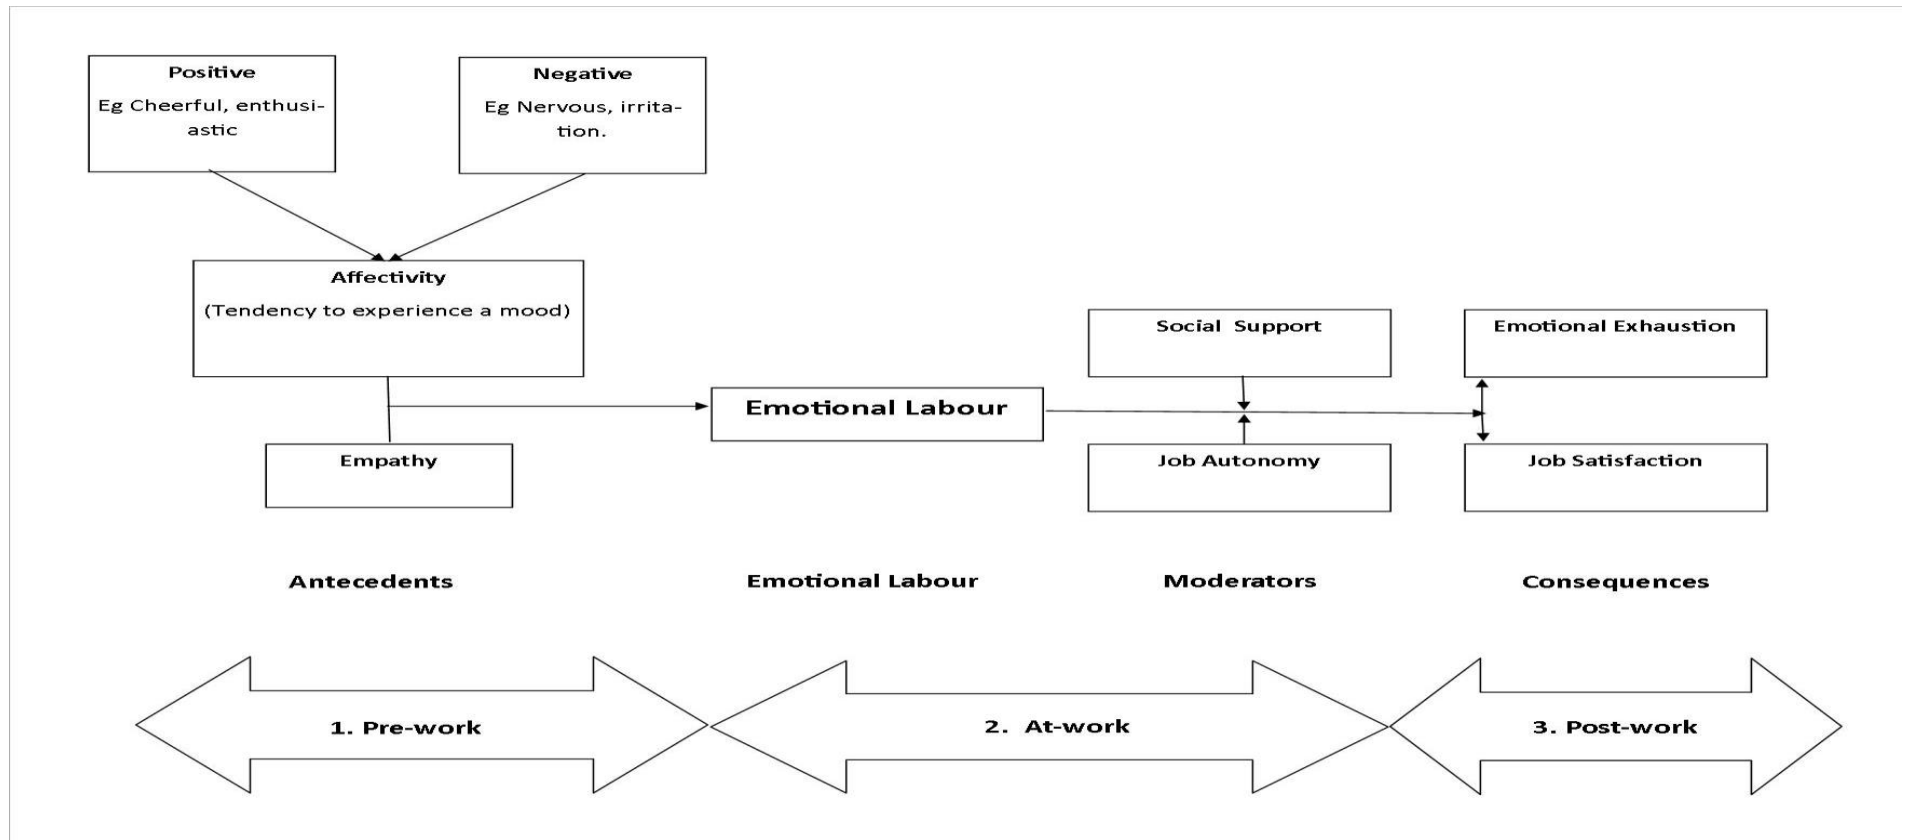 Positive
Eg Cheerful, enthusi-
astic
Negative
Eg Nervous, irrita-
tion.
Affectivity
(Tendency to experience a mood)
Social Support
Emotional Exhaustion
Emotional Labour
Empathy
Job Autonomy
Job Satisfaction
Antecedents
Emotional Labour
Moderators
Consequences
1. Pre-work
2. At-work
3. Post-work